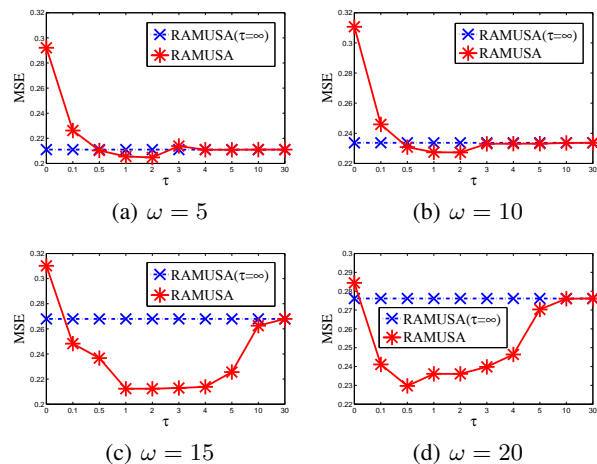 0.32
0.3
0.28
0.26
0.24
0.22
0.2
MSE
RAMUSA(τ=∞)
RAMUSA
0 0.1 0.5 1 2 3 4 5 10 30
τ
(a) ω = 5
0.32
0.3
0.28
0.26
0.24
0.22
MSE
RAMUSA(τ=∞)
RAMUSA
0 0.1 0.5 1 2 3 4 5 10 30
τ
(b) ω = 10
0.32
0.3
0.28
0.26
0.24
0.22
0.2
MSE
RAMUSA(τ=∞)
RAMUSA
0 0.1 0.5 1 2 3 4 5 10 30
τ
(c) ω = 15
0.3
0.29
0.28
0.27
0.26
0.25
0.24
0.23
0.22
MSE
RAMUSA(τ=∞)
RAMUSA
0 0.1 0.5 1 2 3 4 5 10 30
τ
(d) ω = 20